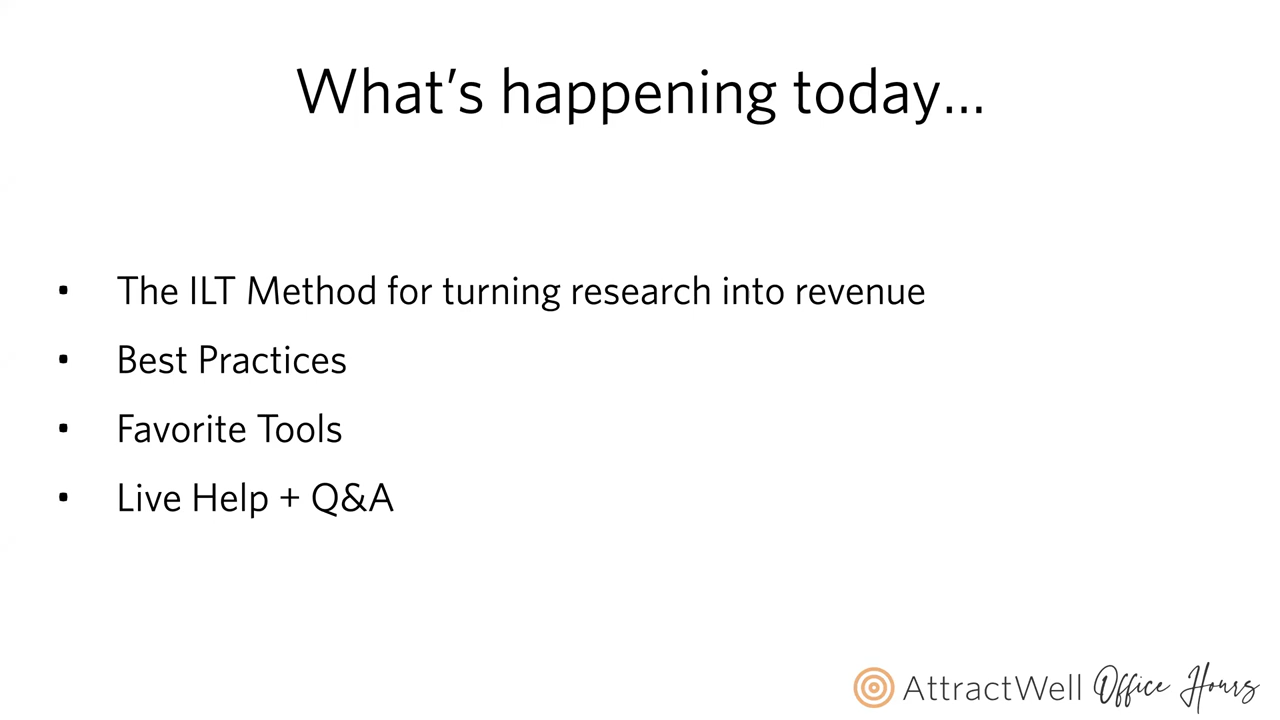 What’s happening today...
• The ILT Method for turning research into revenue
• Best Practices
• Favorite Tools
• Live Help + Q&A
AttractWell Office Hours